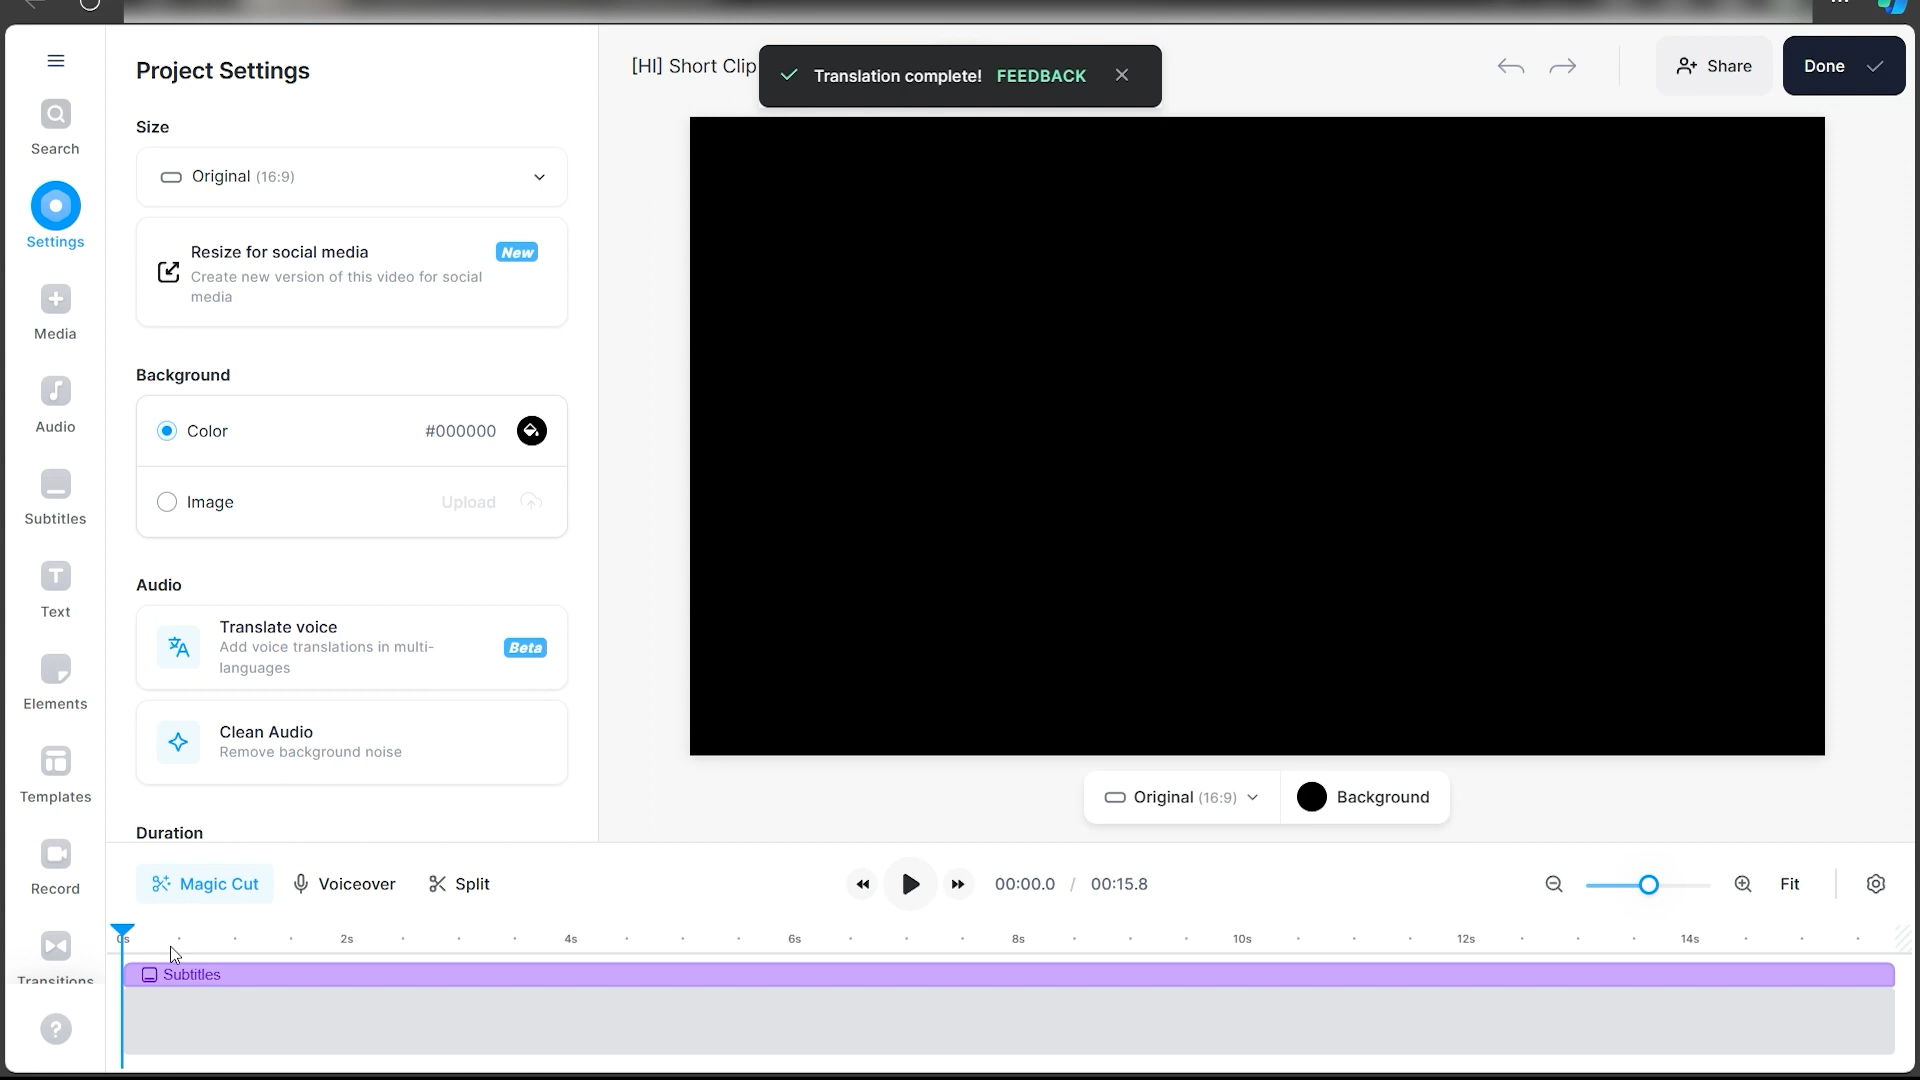 Project Settings
[HI] Short Clip
Translation complete! FEEDBACK
Share
Done
Search
Settings
Media
Audio
Subtitles
Text
Elements
Templates
Record
Transitions
?
Size
Original (16:9)
Resize for social media
New
Create new version of this video for social
media
Background
Color
#000000
Image
Upload
Audio
Translate voice
Add voice translations in multi-
languages
Beta
Clean Audio
Remove background noise
Duration
Original (16:9)
Background
Magic Cut
Voiceover
Split
00:00.0 / 00:15.8
Fit
0s 2s 4s 6s 8s 10s 12s 14s
Subtitles